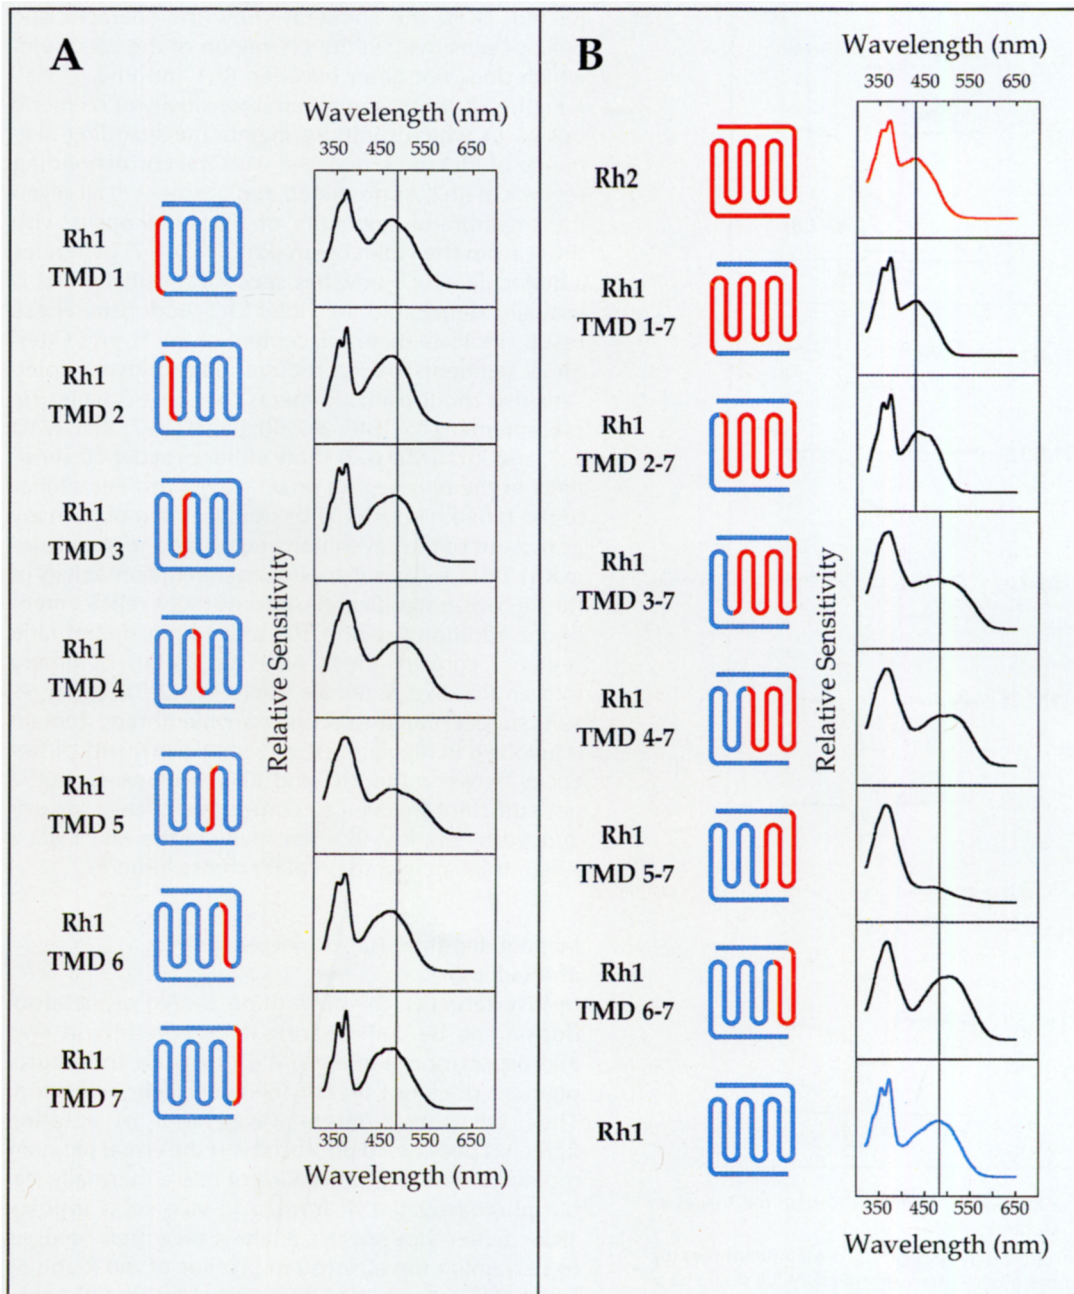 A
Wavelength (nm)
350 450 550 650
Rh1
TMD 1
Rh1
TMD 2
Rh1
TMD 3
Rh1
TMD 4
Rh1
TMD 5
Rh1
TMD 6
Rh1
TMD 7
Relative Sensitivity
350 450 550 650
Wavelength (nm)
B
Wavelength (nm)
350 450 550 650
Rh2
Rh1
TMD 1-7
Rh1
TMD 2-7
Rh1
TMD 3-7
Rh1
TMD 4-7
Rh1
TMD 5-7
Rh1
TMD 6-7
Rh1
Relative Sensitivity
350 450 550 650
Wavelength (nm)